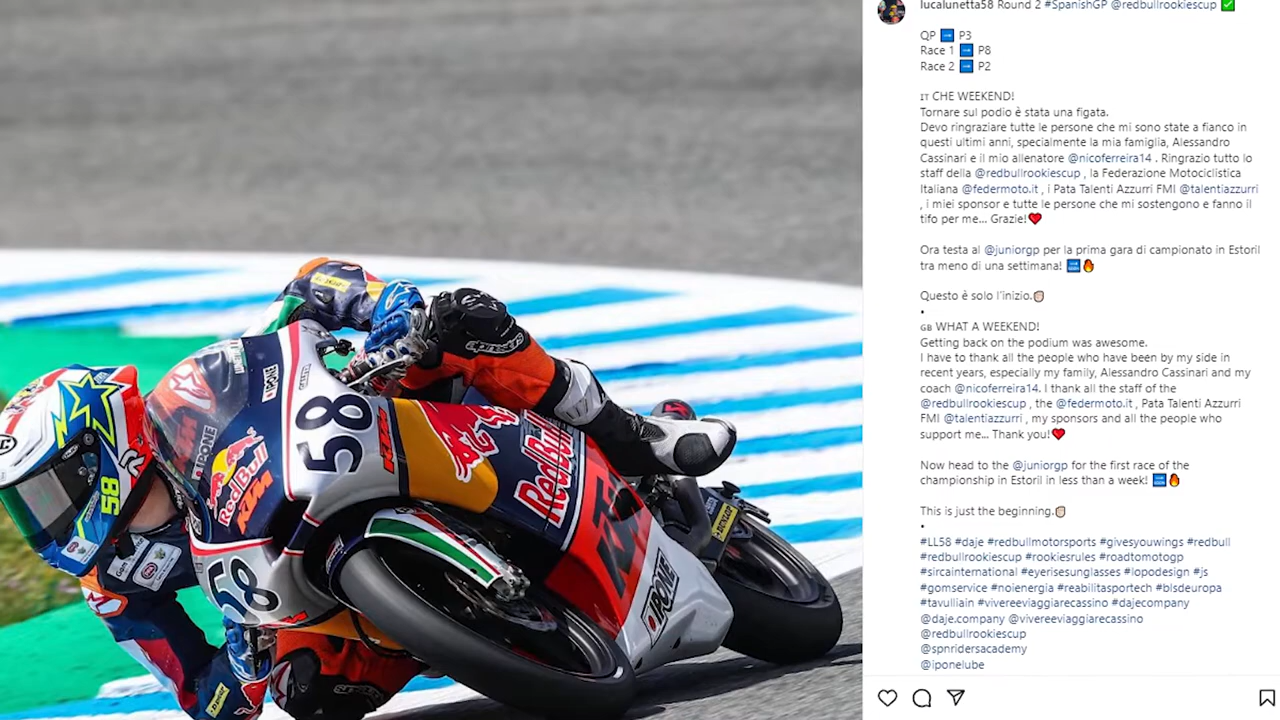 lucalunetta58 Round 2 #SpanishGP @redbullrookiescup ✅
QP ➡ P3
Race 1 ➡ P8
Race 2 ➡ P2
IT CHE WEEKEND!
Tornare sul podio è stata una figata.
Devo ringraziare tutte le persone che mi sono state a fianco in
questi ultimi anni, specialmente la mia famiglia, Alessandro
Cassinari e il mio allenatore @nicoferreira14 . Ringrazio tutto lo
staff della @redbullrookiescup , la Federazione Motociclistica
Italiana @federmoto.it , i Pata Talenti Azzurri FMI @talentiazzurri
, i miei sponsor e tutte le persone che mi sostengono e fanno il
tifo per me... Grazie!❤
Ora testa al @juniorgp per la prima gara di campionato in Estoril
tra meno di una settimana! 🔜🔥
Questo è solo l'inizio.✊🏻
•
GB WHAT A WEEKEND!
Getting back on the podium was awesome.
I have to thank all the people who have been by my side in
recent years, especially my family, Alessandro Cassinari and my
coach @nicoferreira14. I thank all the staff of the
@redbullrookiescup , the @federmoto.it , Pata Talenti Azzurri
FMI @talentiazzurri , my sponsors and all the people who
support me... Thank you!❤
Now head to the @juniorgp for the first race of the
championship in Estoril in less than a week! 🔜🔥
This is just the beginning.✊🏻
•
#LL58 #daje #redbullmotorsports #givesyouwings #redbull
#redbullrookiescup #rookiesrules #roadtomotogp
#sircainternational #eyerisesunglasses #lopodesign #js
#gomservice #noienergia #reabilitasportech #blsdeuropa
#tavulliain #vivereeviaggiarecassino #dajecompany
@daje.company @vivereeviaggiarecassino
@redbullrookiescup
@spnridersacademy
@iponelube
58
KTM
IPONE
Red Bull
KTM
58
58
Red Bull
KTM
IPONE
DUNLOP
alpinestars